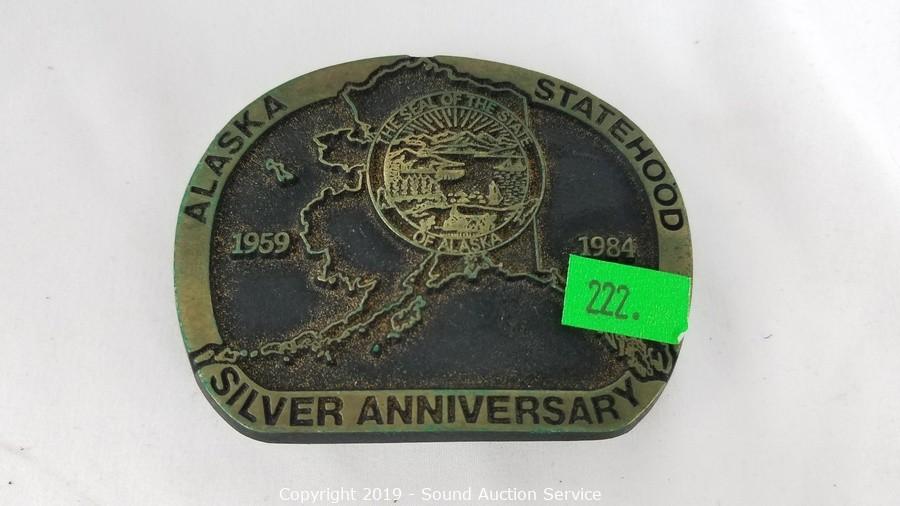 ALASKA STATEHOOD
THE SEAL OF THE STATE
OF ALASKA
1959 1984
222.
SILVER ANNIVERSARY
Copyright 2019 - Sound Auction Service